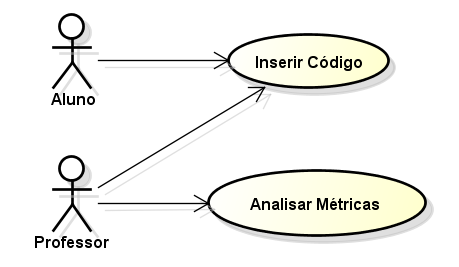 Inserir Código
Aluno
Analisar Métricas
Professor